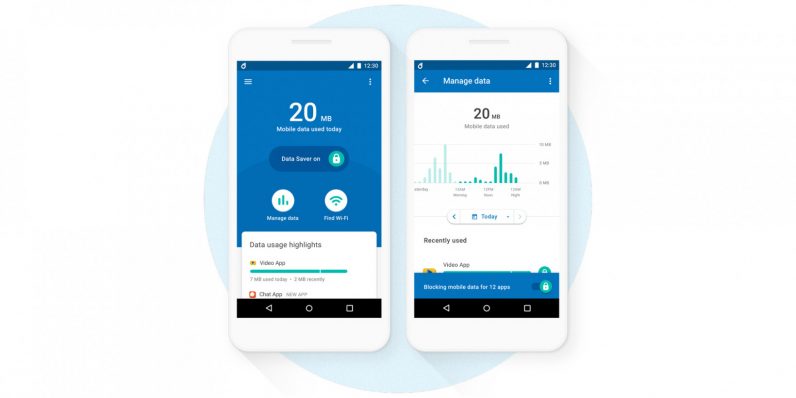 12:30
20 MB
Mobile data used today
Data Saver on
Manage data
Find Wi-Fi
Data usage highlights
Video App
7 MB used today • 3 MB recently
Chat App NEW APP
12:30
Manage data
20 MB
Mobile data used
10 MB
5 MB
0 MB
12AM
12PM
12AM
Monday
Noon
Night
Today
Recently used
Video App
Blocking mobile data for 12 apps